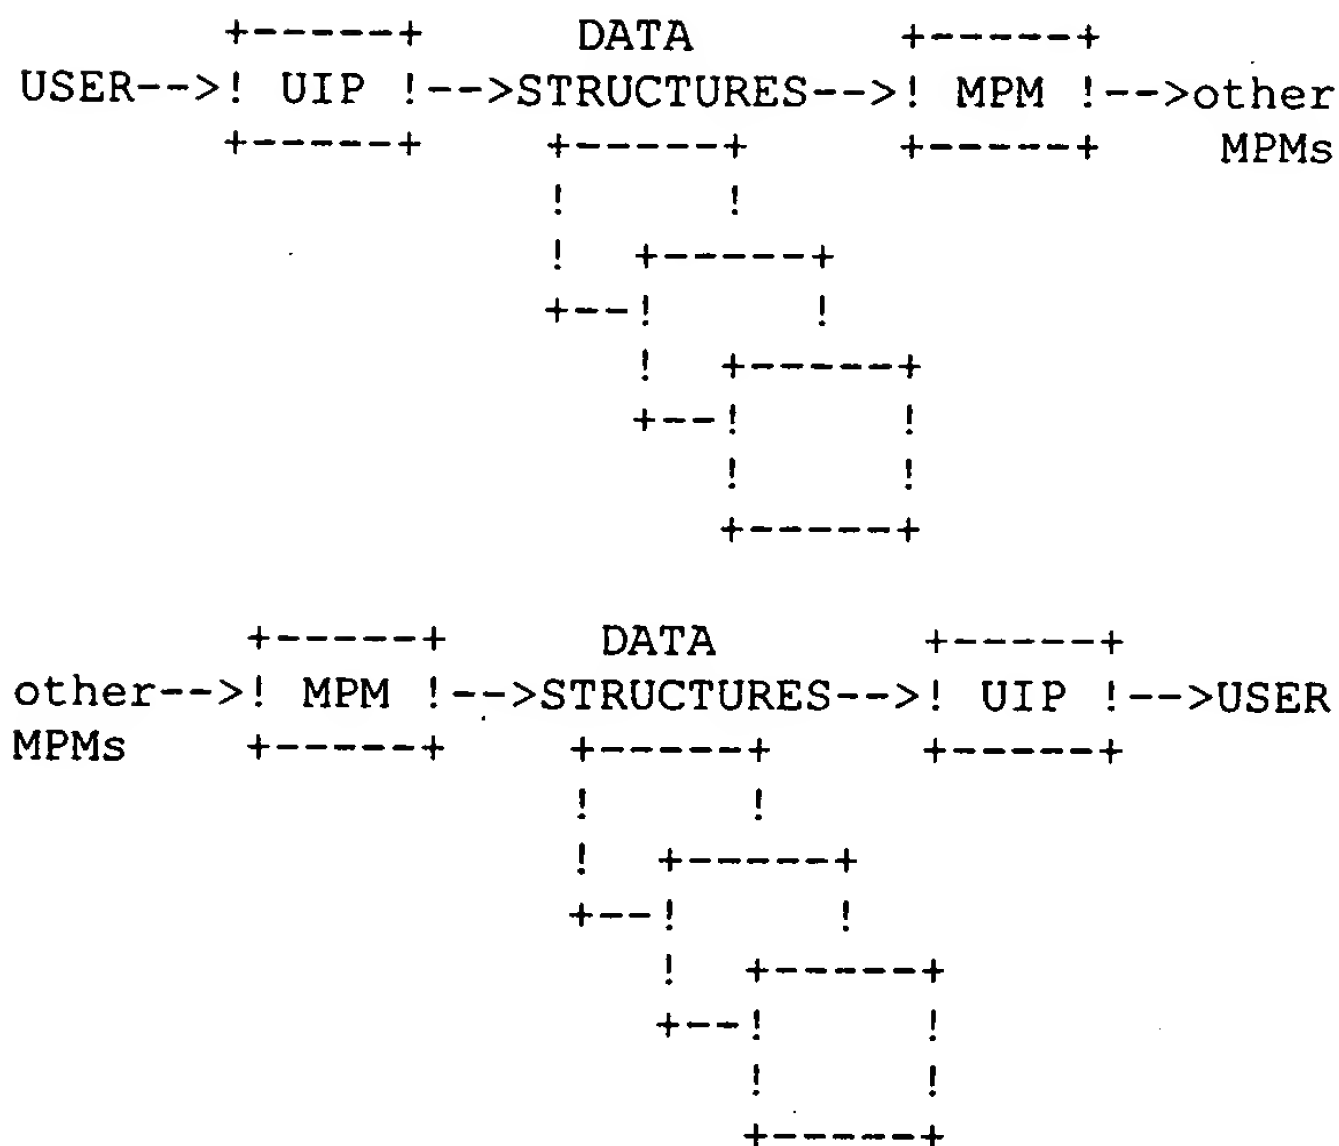 +------+ DATA +------+
USER-->! UIP !-->STRUCTURES-->! MPM !-->other
+------+ +------+ +------+ MPMs
! !
! +------+
+--! !
! +------+
+--! !
! !
+------+
+------+ DATA +------+
other-->! MPM !-->STRUCTURES-->! UIP !-->USER
MPMs +------+ +------+ +------+
! !
! +------+
+--! !
! +------+
+--! !
! !
+------+